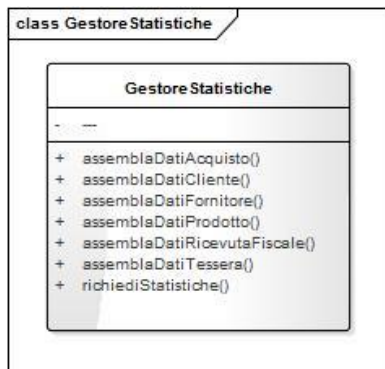 class GestoreStatistiche
GestoreStatistiche
- ---
+ assemblaDatiAcquisto()
+ assemblaDatiCliente()
+ assemblaDatiFornitore()
+ assemblaDatiProdotto()
+ assemblaDatiRicevutaFiscale()
+ assemblaDatiTessera()
+ richiediStatistiche()